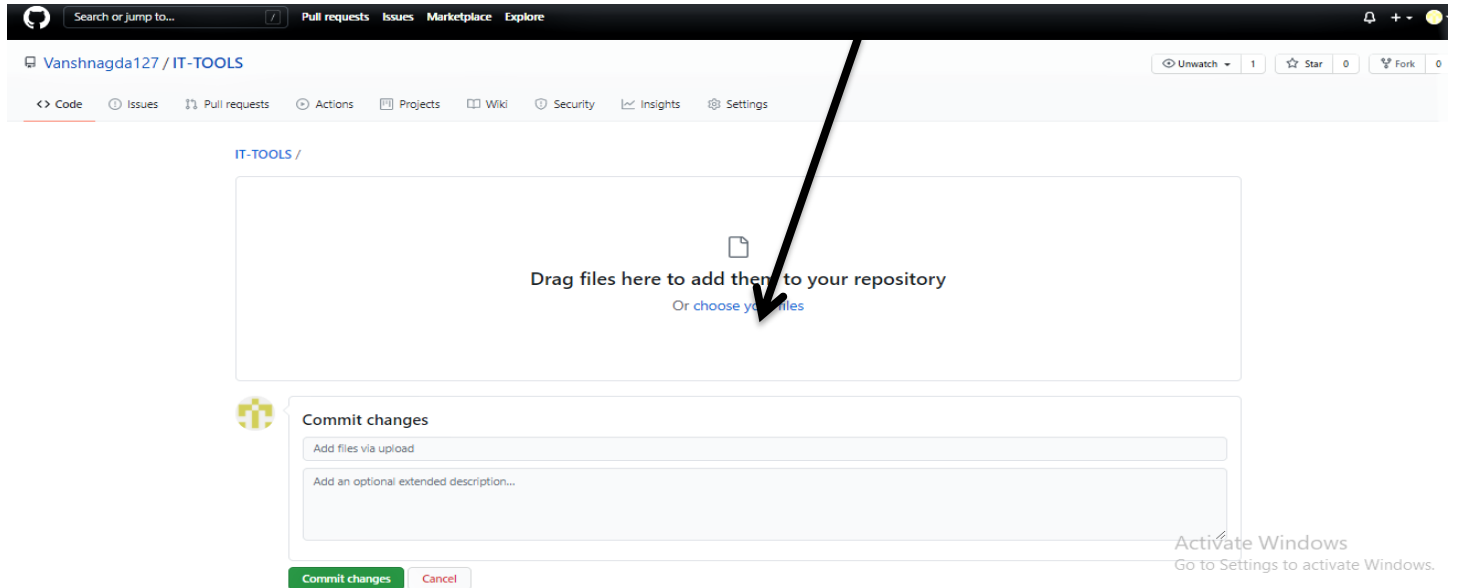 Search or jump to... /
Pull requests Issues Marketplace Explore
Vanshnagda127 / IT-TOOLS
Unwatch 1 Star 0 Fork 0
Code Issues Pull requests Actions Projects Wiki Security Insights Settings
IT-TOOLS /
Drag files here to add them to your repository
Or choose your files
Commit changes
Add files via upload
Add an optional extended description...
Activate Windows
Go to Settings to activate Windows.
Commit changes Cancel